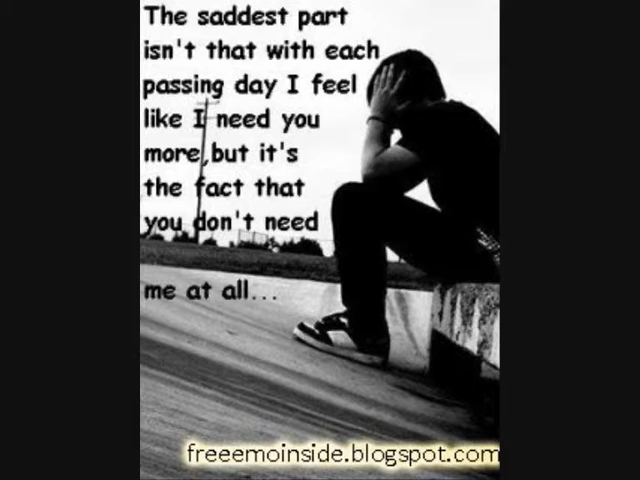 The saddest part
isn't that with each
passing day I feel
like I need you
more,but it's
the fact that
you don't need
me at all...
freeemoinside.blogspot.com